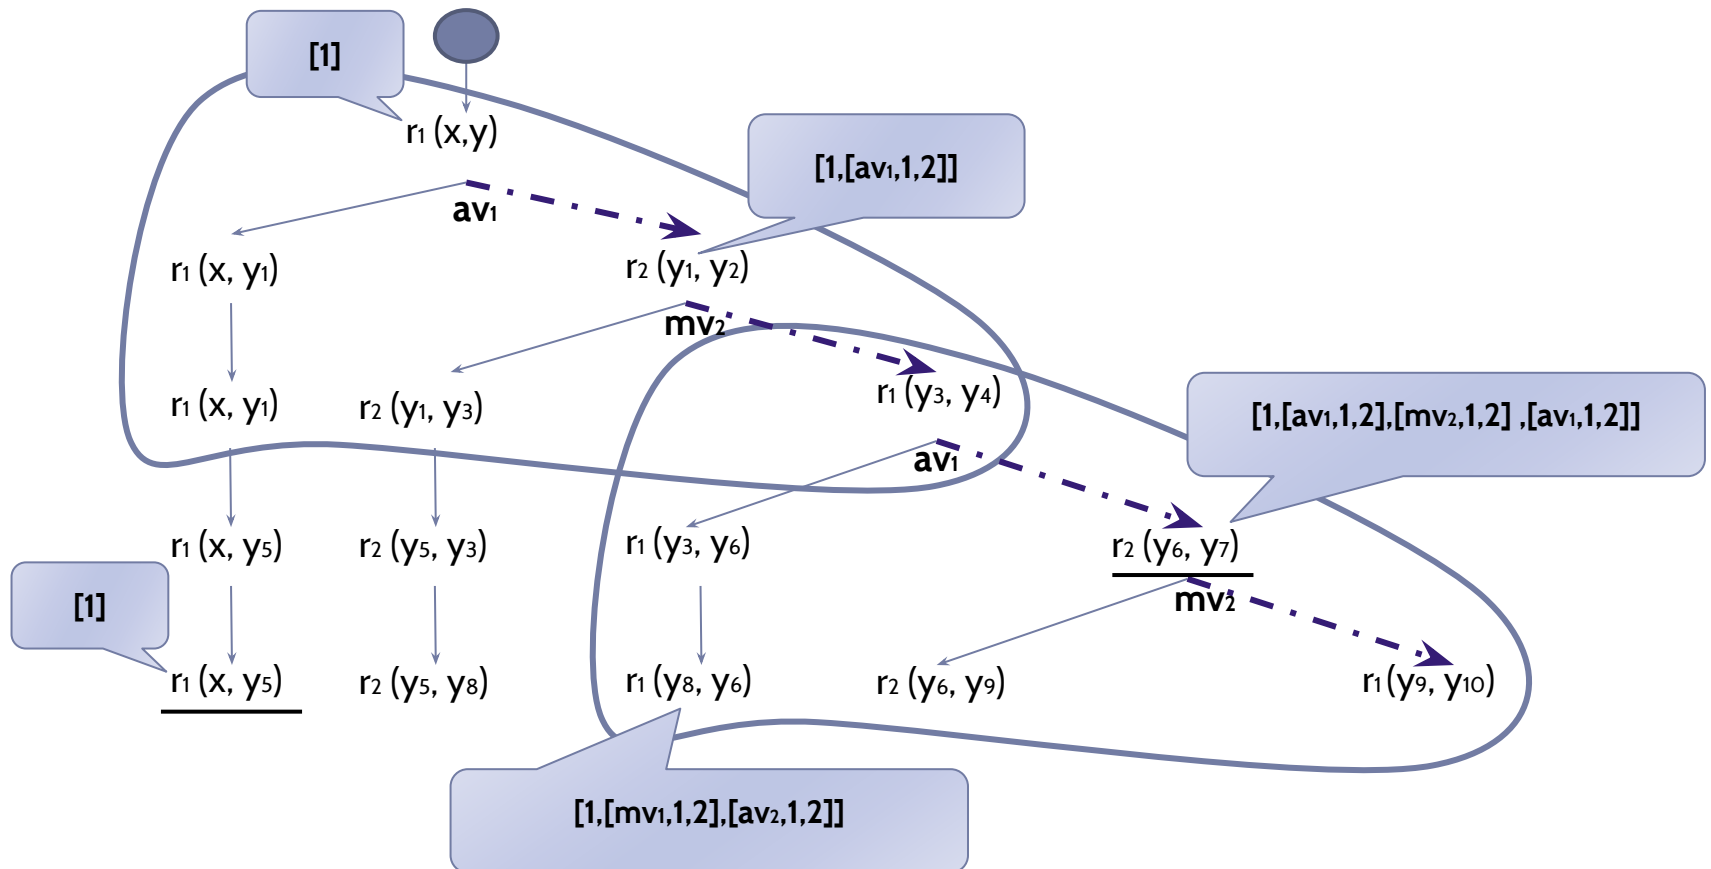 [1]
r₁ (x,y)
[1,[av₁,1,2]]
av₁
r₁ (x, y₁)
r₂ (y₁, y₂)
mv₂
r₁ (x, y₁)
r₂ (y₁, y₃)
r₁ (y₃, y₄)
[1,[av₁,1,2],[mv₂,1,2] ,[av₁,1,2]]
av₁
r₁ (x, y₅)
r₂ (y₅, y₃)
r₁ (y₃, y₆)
r₂ (y₆, y₇)
[1]
mv₂
r₁ (x, y₅)
r₂ (y₅, y₈)
r₁ (y₈, y₆)
r₂ (y₆, y₉)
r₁ (y₉, y₁₀)
[1,[mv₁,1,2],[av₂,1,2]]